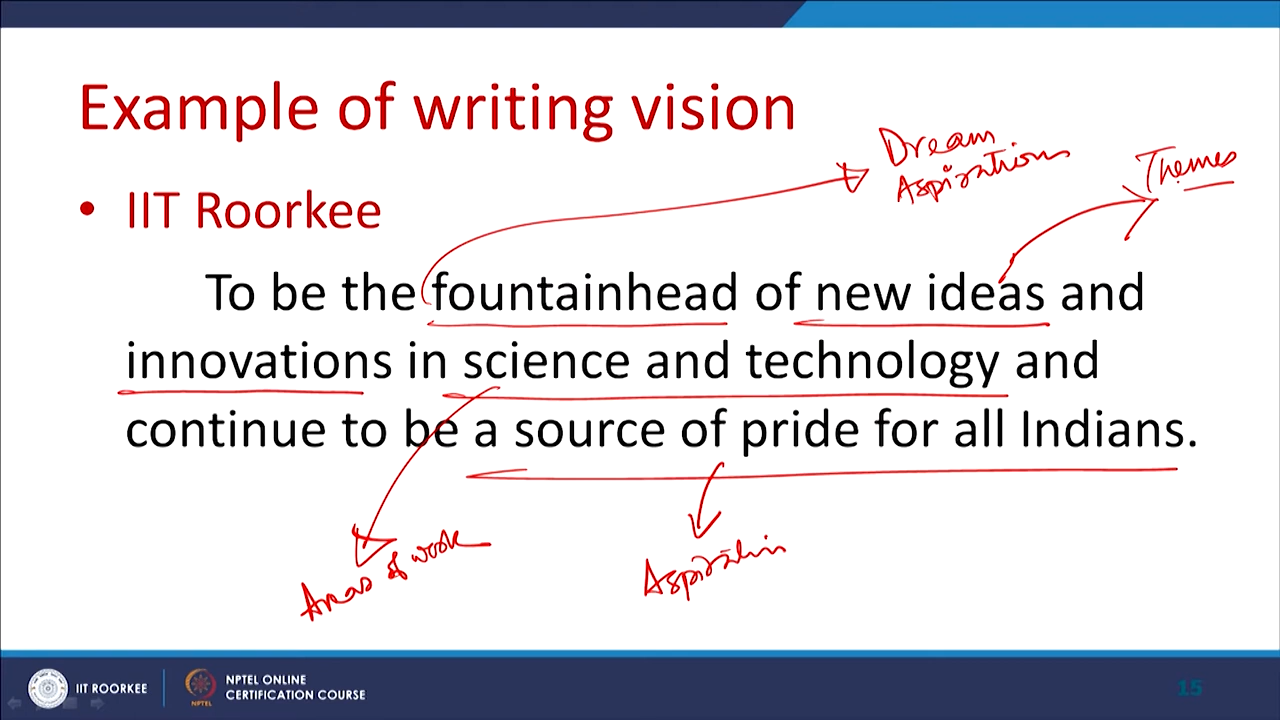 Example of writing vision
Dream
Aspirations
Themes
• IIT Roorkee
To be the fountainhead of new ideas and
innovations in science and technology and
continue to be a source of pride for all Indians.
Areas of work
Aspiration
IIT ROORKEE
NPTEL
NPTEL ONLINE
CERTIFICATION COURSE
15